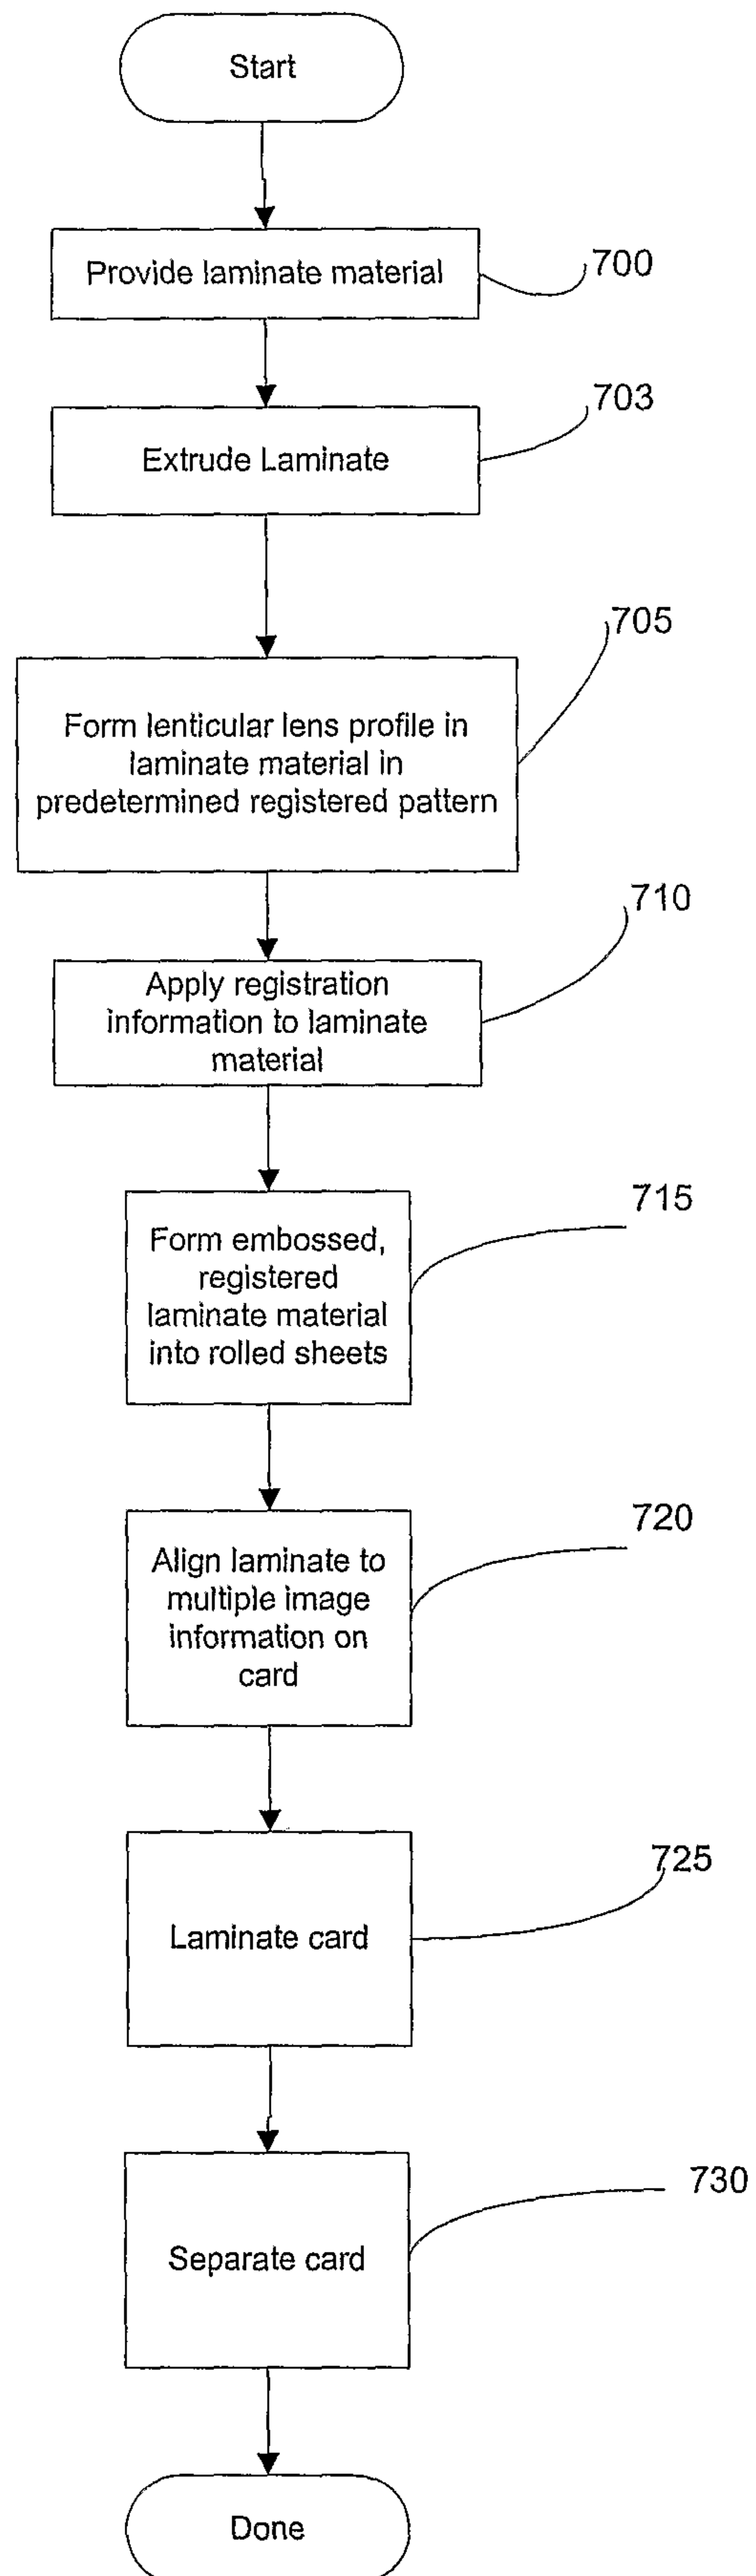 Start
Provide laminate material
700
Extrude Laminate
703
Form lenticular lens profile in
laminate material in
predetermined registered pattern
705
Apply registration
information to laminate
material
710
Form embossed,
registered
laminate material
into rolled sheets
715
Align laminate to
multiple image
information on
card
720
Laminate card
725
Separate card
730
Done